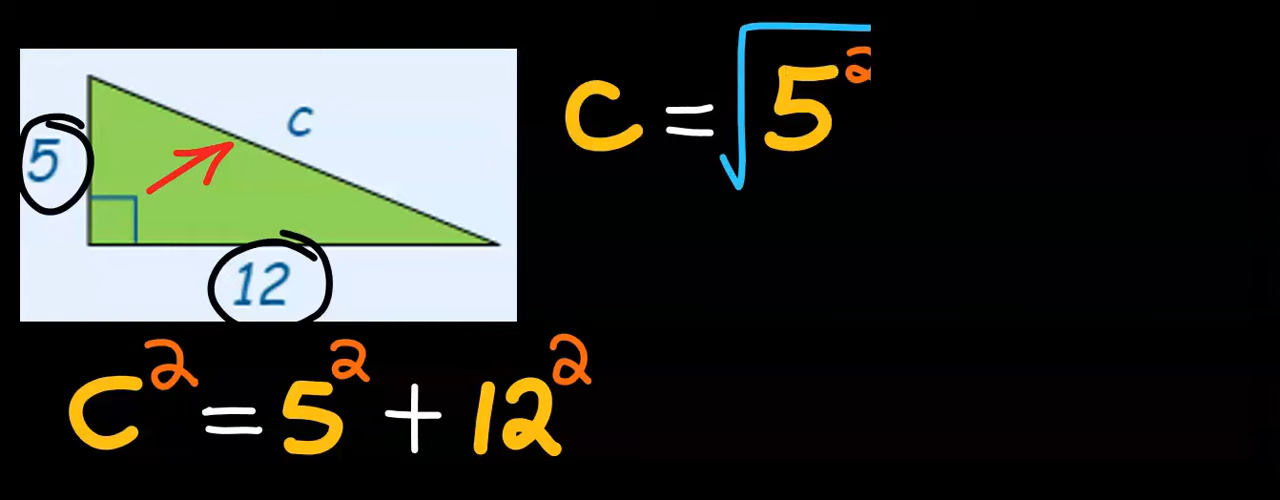 5
c
12
C = √5²
C² = 5² + 12²